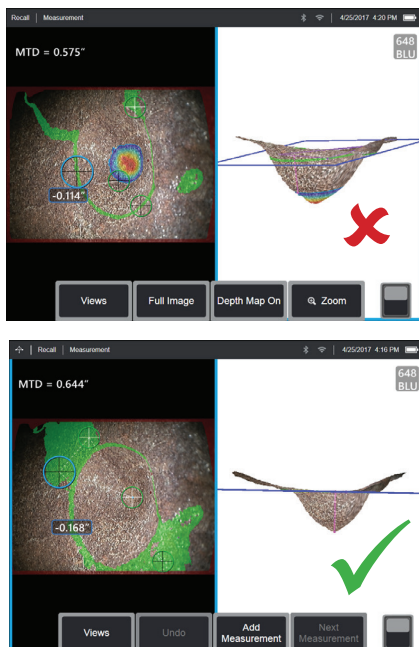 Recall | Measurement 4/25/2017 4:20 PM
MTD = 0.575"
648
BLU
-0.114"
Views Full Image Depth Map On Zoom
Recall | Measurement 4/25/2017 4:16 PM
MTD = 0.644"
648
BLU
-0.168"
Views Undo Add Measurement Next Measurement